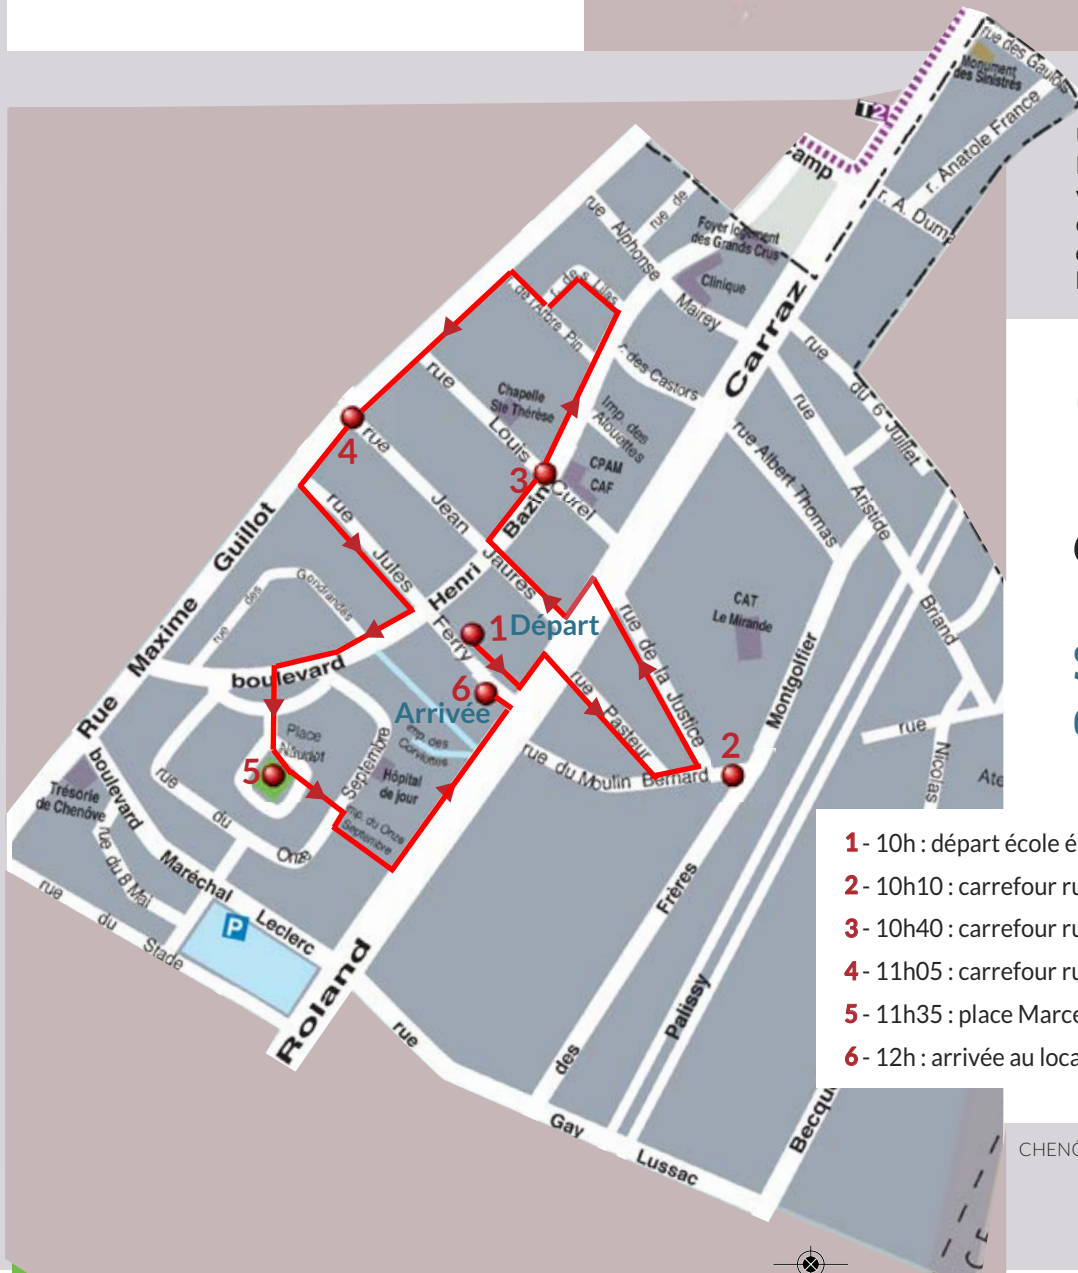 rue des Gaulois
Monument
des Sinistrés
T2
r. Anatole France
r. A. Dum
Camp
rue de
rue Alphonse Mairey
Foyer logement
des Grands Crus
Clinique
Carraz
r. des Lilas
r. de l'Arbre Pin
r. des Castors
rue
du 6 Juillet
rue Aristide Briand
Chapelle
Ste Thérèse
Imp. des
Alouettes
rue Louis Curel
CPAM
CAF
rue Albert Thomas
4
rue Jean Jaures
3
Bazin
Henri
boulevard
Rue Maxime Guillot
rue Jules Ferry
rue des Gondrandes
1 Départ
6
Arrivée
CAT
Le Mirande
rue de la Justice
rue Pasteur
2
rue du Moulin Bernard
Montgolfier
Frères
des
rue
Nicolas
Ate
Place
Naudot
5
imp. des
Corvottes
Hôpital
de jour
Septembre
Imp. du Onze
Septembre
rue du Onze
Trésorie
de Chenôve
boulevard Maréchal Leclerc
rue du 8 Mai
P
rue du Stade
Roland
rue Gay Lussac
Palissy
Becqu
1 - 10h : départ école é
2 - 10h10 : carrefour ru
3 - 10h40 : carrefour ru
4 - 11h05 : carrefour ru
5 - 11h35 : place Marce
6 - 12h : arrivée au loca
CHENÔ